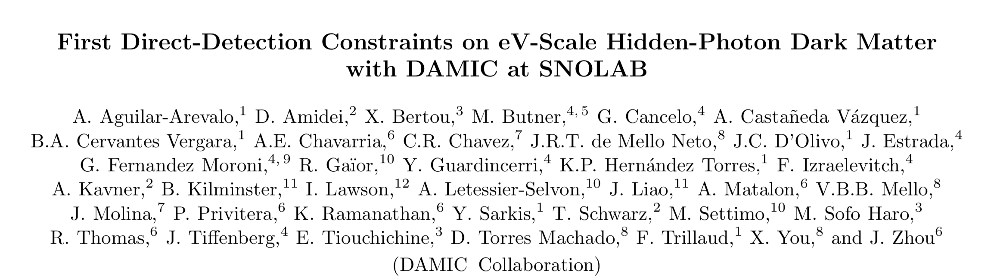 First Direct-Detection Constraints on eV-Scale Hidden-Photon Dark Matter
with DAMIC at SNOLAB
A. Aguilar-Arevalo,1 D. Amidei,2 X. Bertou,3 M. Butner,4, 5 G. Cancelo,4 A. Castañeda Vázquez,1
B.A. Cervantes Vergara,1 A.E. Chavarria,6 C.R. Chavez,7 J.R.T. de Mello Neto,8 J.C. D'Olivo,1 J. Estrada,4
G. Fernandez Moroni,4, 9 R. Gaïor,10 Y. Guardincerri,4 K.P. Hernández Torres,1 F. Izraelevitch,4
A. Kavner,2 B. Kilminster,11 I. Lawson,12 A. Letessier-Selvon,10 J. Liao,11 A. Matalon,6 V.B.B. Mello,8
J. Molina,7 P. Privitera,6 K. Ramanathan,6 Y. Sarkis,1 T. Schwarz,2 M. Settimo,10 M. Sofo Haro,3
R. Thomas,6 J. Tiffenberg,4 E. Tiouchichine,3 D. Torres Machado,8 F. Trillaud,1 X. You,8 and J. Zhou6
(DAMIC Collaboration)